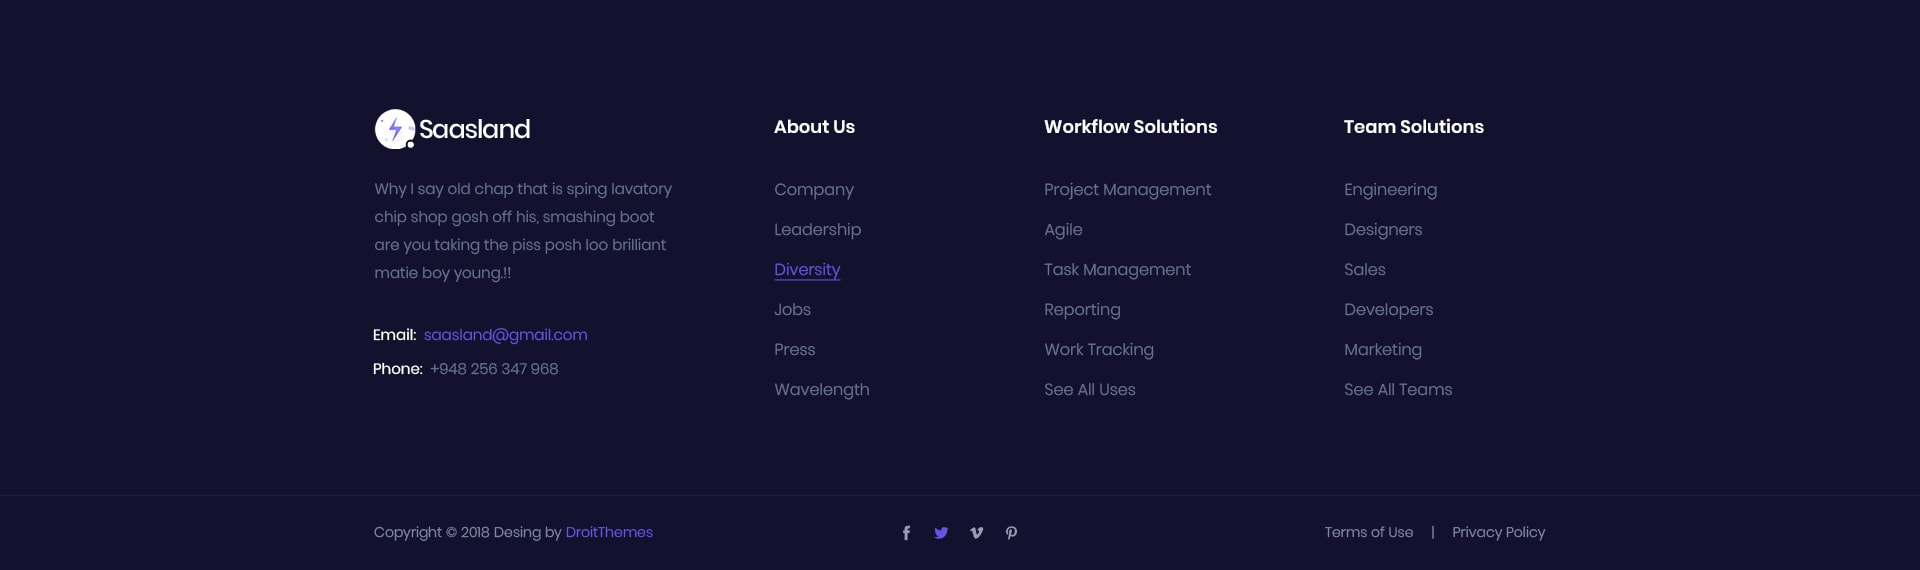 Saasland
Why I say old chap that is sping lavatory
chip shop gosh off his, smashing boot
are you taking the piss posh loo brilliant
matie boy young.!!
Email: saasland@gmail.com
Phone: +948 256 347 968
About Us
Company
Leadership
Diversity
Jobs
Press
Wavelength
Workflow Solutions
Project Management
Agile
Task Management
Reporting
Work Tracking
See All Uses
Team Solutions
Engineering
Designers
Sales
Developers
Marketing
See All Teams
Copyright © 2018 Desing by DroitThemes
Terms of Use | Privacy Policy